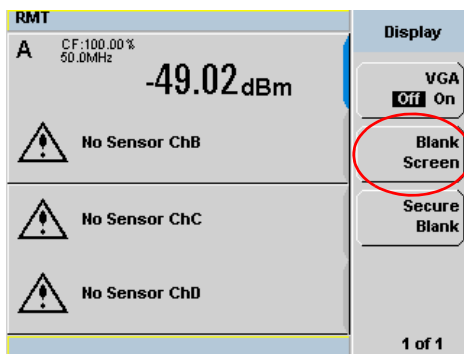 RMT
Display
A
CF:100.00 %
50.0MHz
-49.02dBm
VGA
Off On
No Sensor ChB
Blank
Screen
No Sensor ChC
Secure
Blank
No Sensor ChD
1 of 1